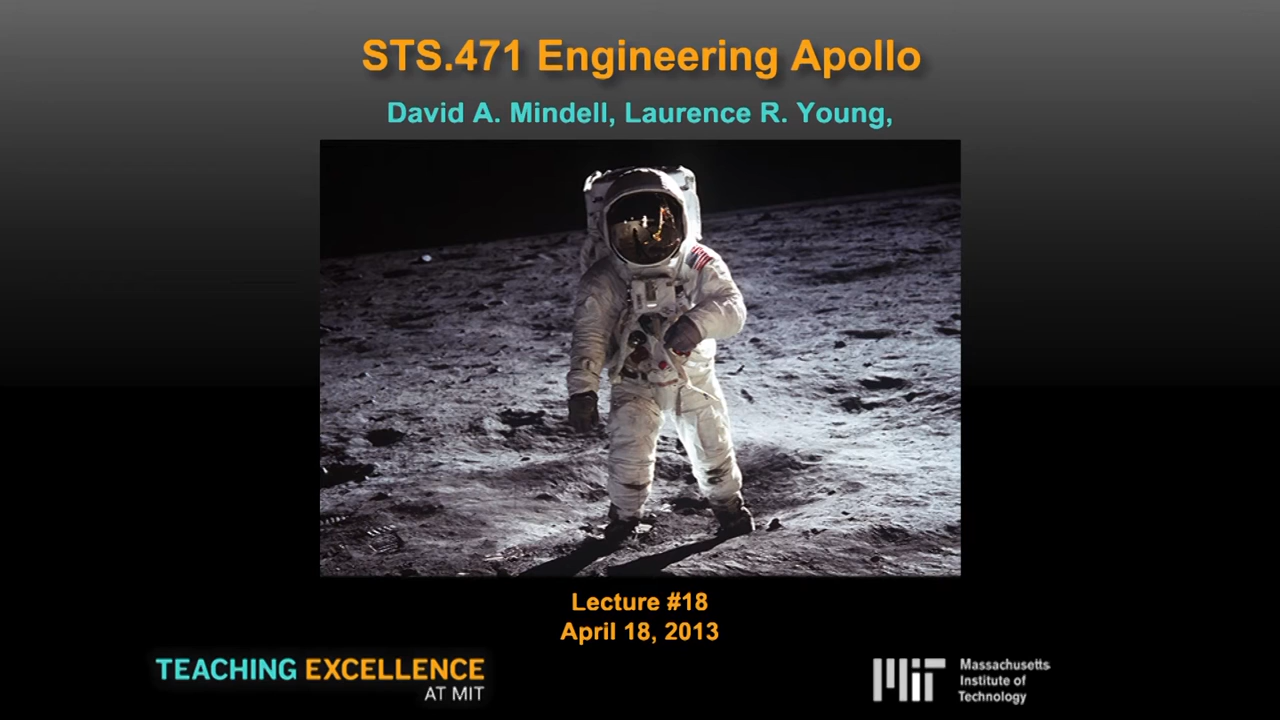 STS.471 Engineering Apollo
David A. Mindell, Laurence R. Young,
Lecture #18
April 18, 2013
TEACHING EXCELLENCE
AT MIT
MIT
Massachusetts
Institute of
Technology